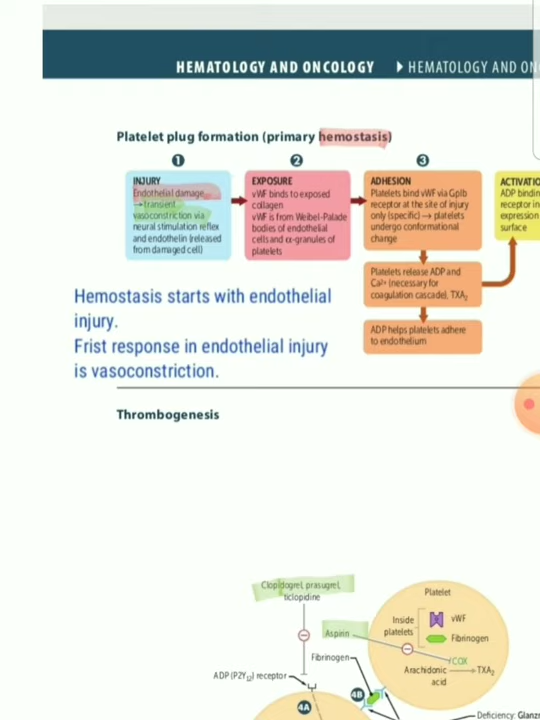 HEMATOLOGY AND ONCOLOGY ▶ HEMATOLOGY AND ON
Platelet plug formation (primary hemostasis)
1
2
3
INJURY
Endothelial damage
→ transient
vasoconstriction via
neural stimulation reflex
and endothelin (released
from damaged cell)
EXPOSURE
vWF binds to exposed
collagen
vWF is from Weibel-Palade
bodies of endothelial
cells and α-granules of
platelets
ADHESION
Platelets bind vWF via GpIb
receptor at the site of injury
only (specific) → platelets
undergo conformational
change
Platelets release ADP and
Ca²⁺ (necessary for
coagulation cascade), TXA₂
ADP helps platelets adhere
to endothelium
ACTIVATIO
ADP bindin
receptor in
expression
surface
Hemostasis starts with endothelial
injury.
Frist response in endothelial injury
is vasoconstriction.
Thrombogenesis
Clopidogrel, prasugrel,
ticlopidine
Aspirin
Fibrinogen
ADP (P2Y₁₂) receptor
4A
4B
Platelet
Inside
platelets
vWF
Fibrinogen
COX
Arachidonic
acid
TXA₂
Deficiency: Glanz